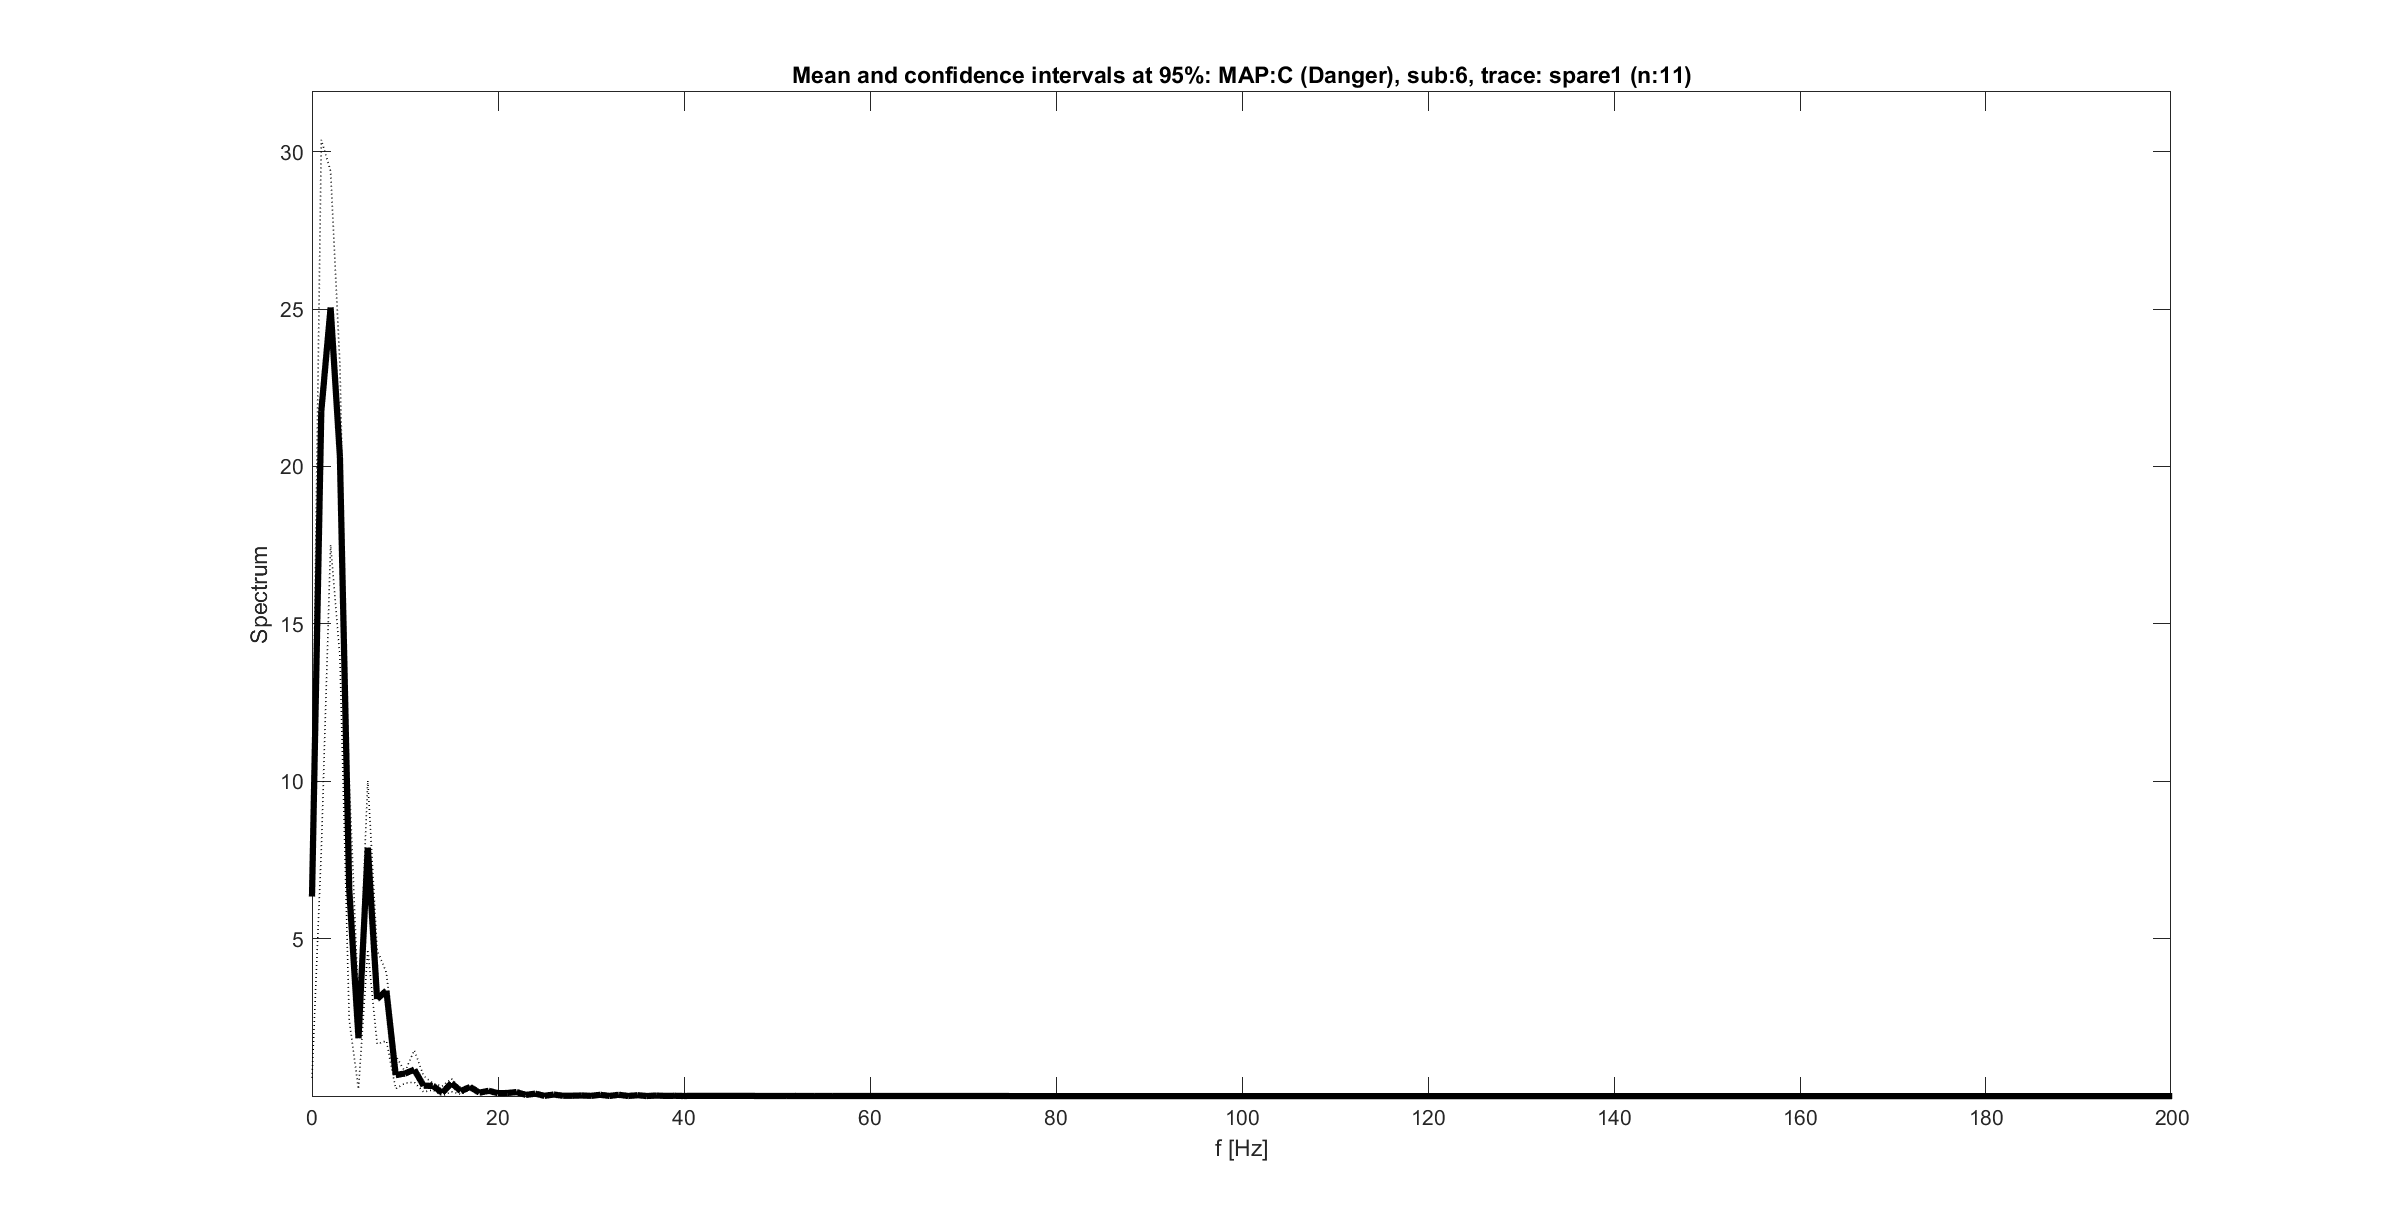 Mean and confidence intervals at 95%: MAP:C (Danger), sub:6, trace: spare1 (n:11)
30
25
20
15
10
5
Spectrum
0 20 40 60 80 100 120 140 160 180 200
f [Hz]